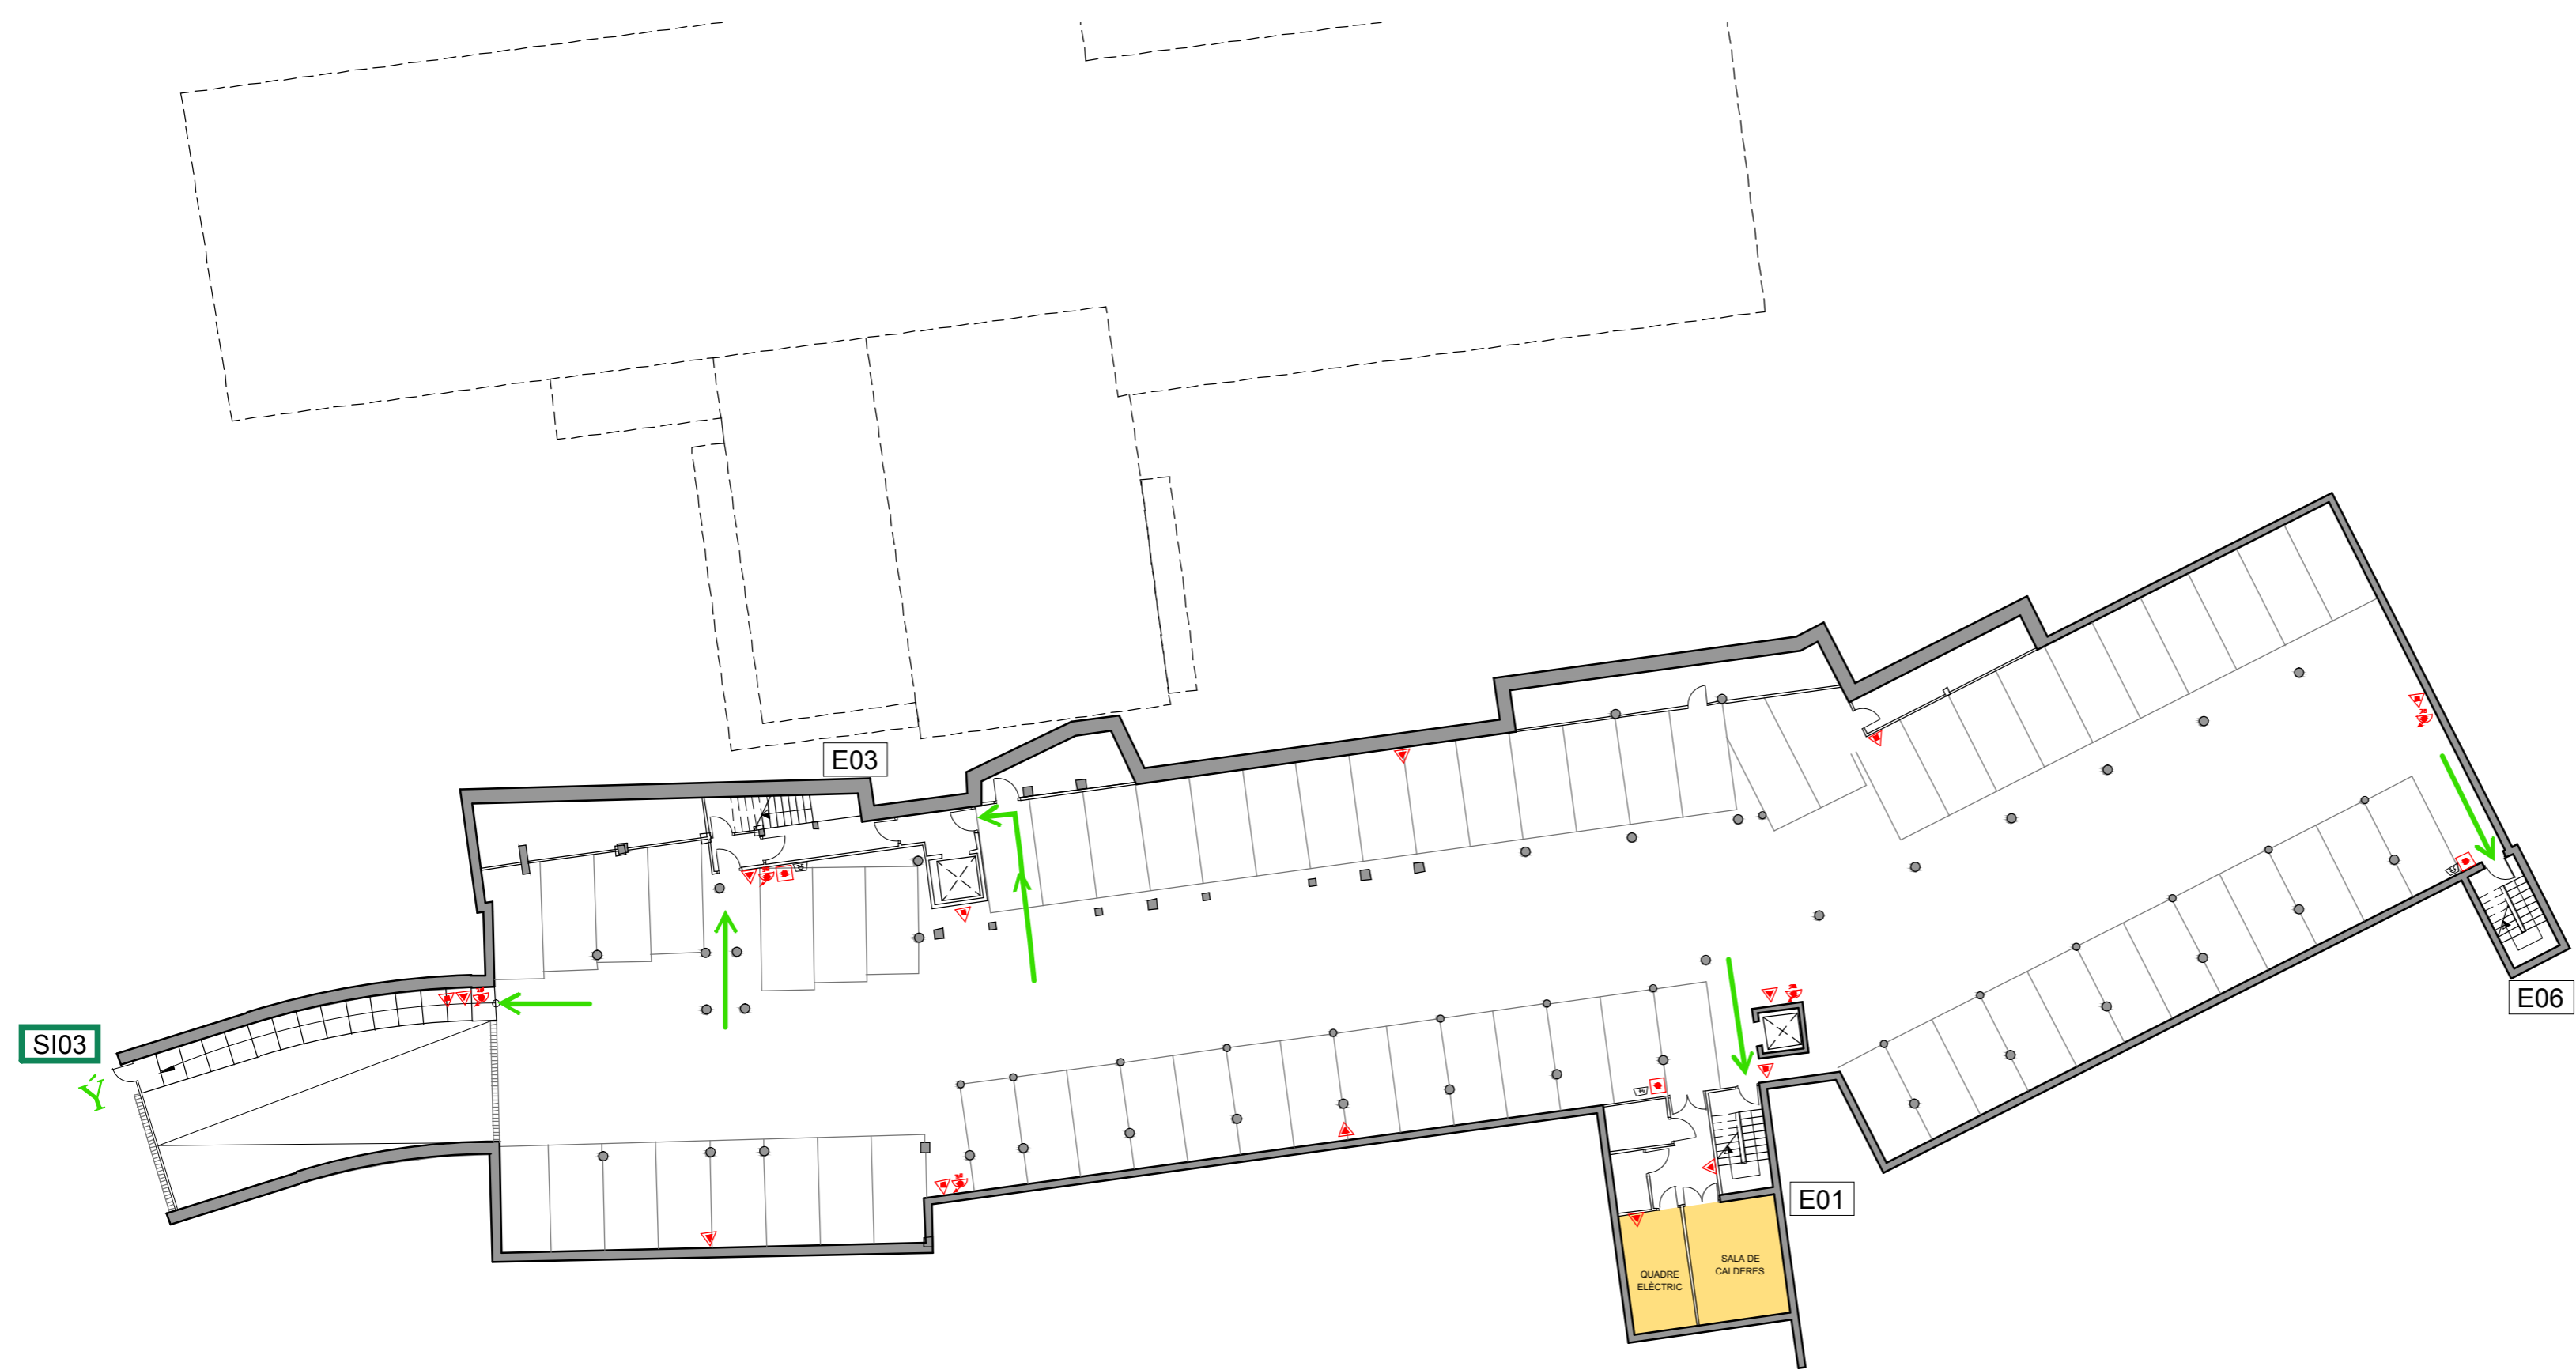 E03
E06
SI03
Ý
E01
SALA DE
CALDERES
QUADRE
ELÈCTRIC